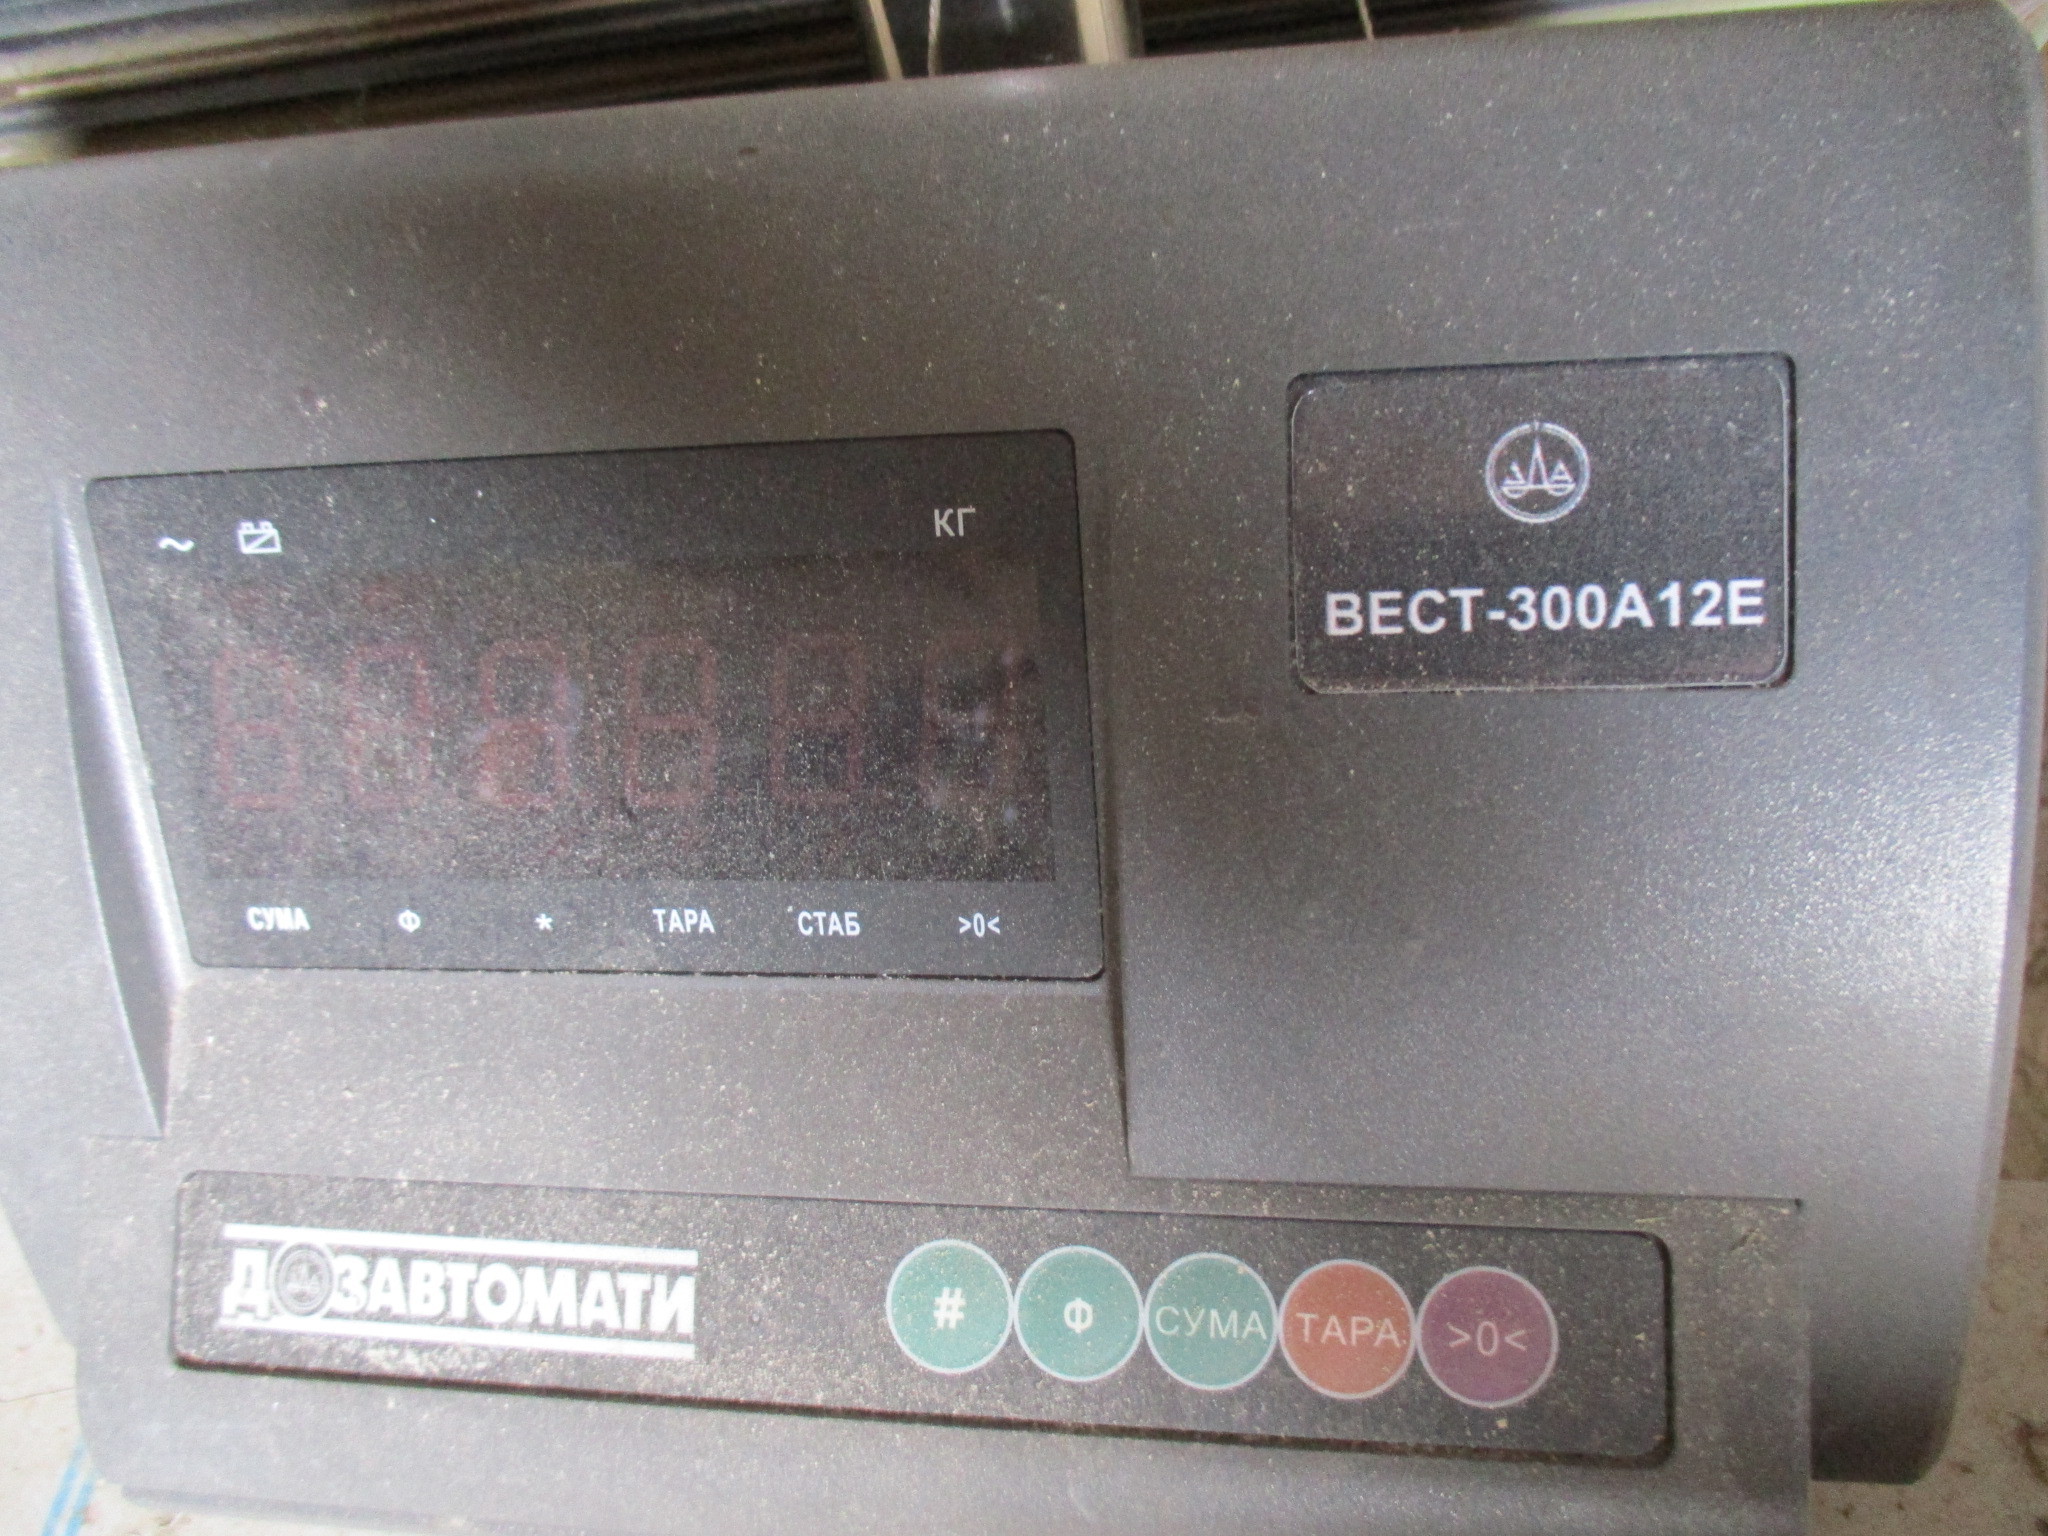 КГ
ВЕСТ-300А12Е
СУМА Ф * ТАРА СТАБ >0<
ДОЗАВТОМАТИ
# Ф СУМА ТАРА >0<